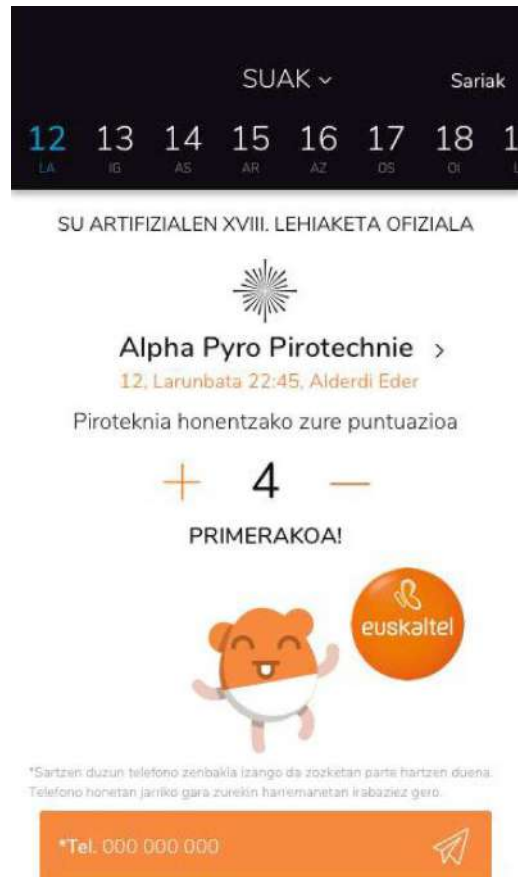 SUAK
Sariak
12 13 14 15 16 17 18 1
LA IG AS AR AZ OS OI
SU ARTIFIZIALEN XVIII. LEHIAKETA OFIZIALA
Alpha Pyro Pirotechnie >
12, Larunbata 22:45, Alderdi Eder
Piroteknia honentzako zure puntuazioa
+ 4 —
PRIMERAKOA!
euskaltel
*Sartzen duzun telefono zenbakia izango da zozketan parte hartzen duena.
Telefono honetan jarriko gara zurekin harremanetan irabaziez gero.
*Tel. 000 000 000